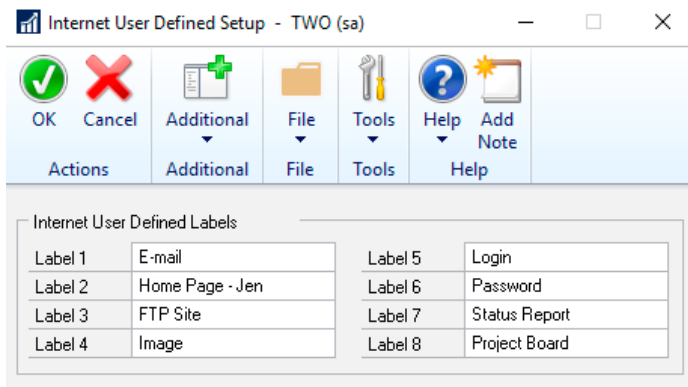 Internet User Defined Setup - TWO (sa)
OK Cancel Additional File Tools Help Add Note
Actions Additional File Tools Help
Internet User Defined Labels
Label 1 E-mail Label 5 Login
Label 2 Home Page - Jen Label 6 Password
Label 3 FTP Site Label 7 Status Report
Label 4 Image Label 8 Project Board